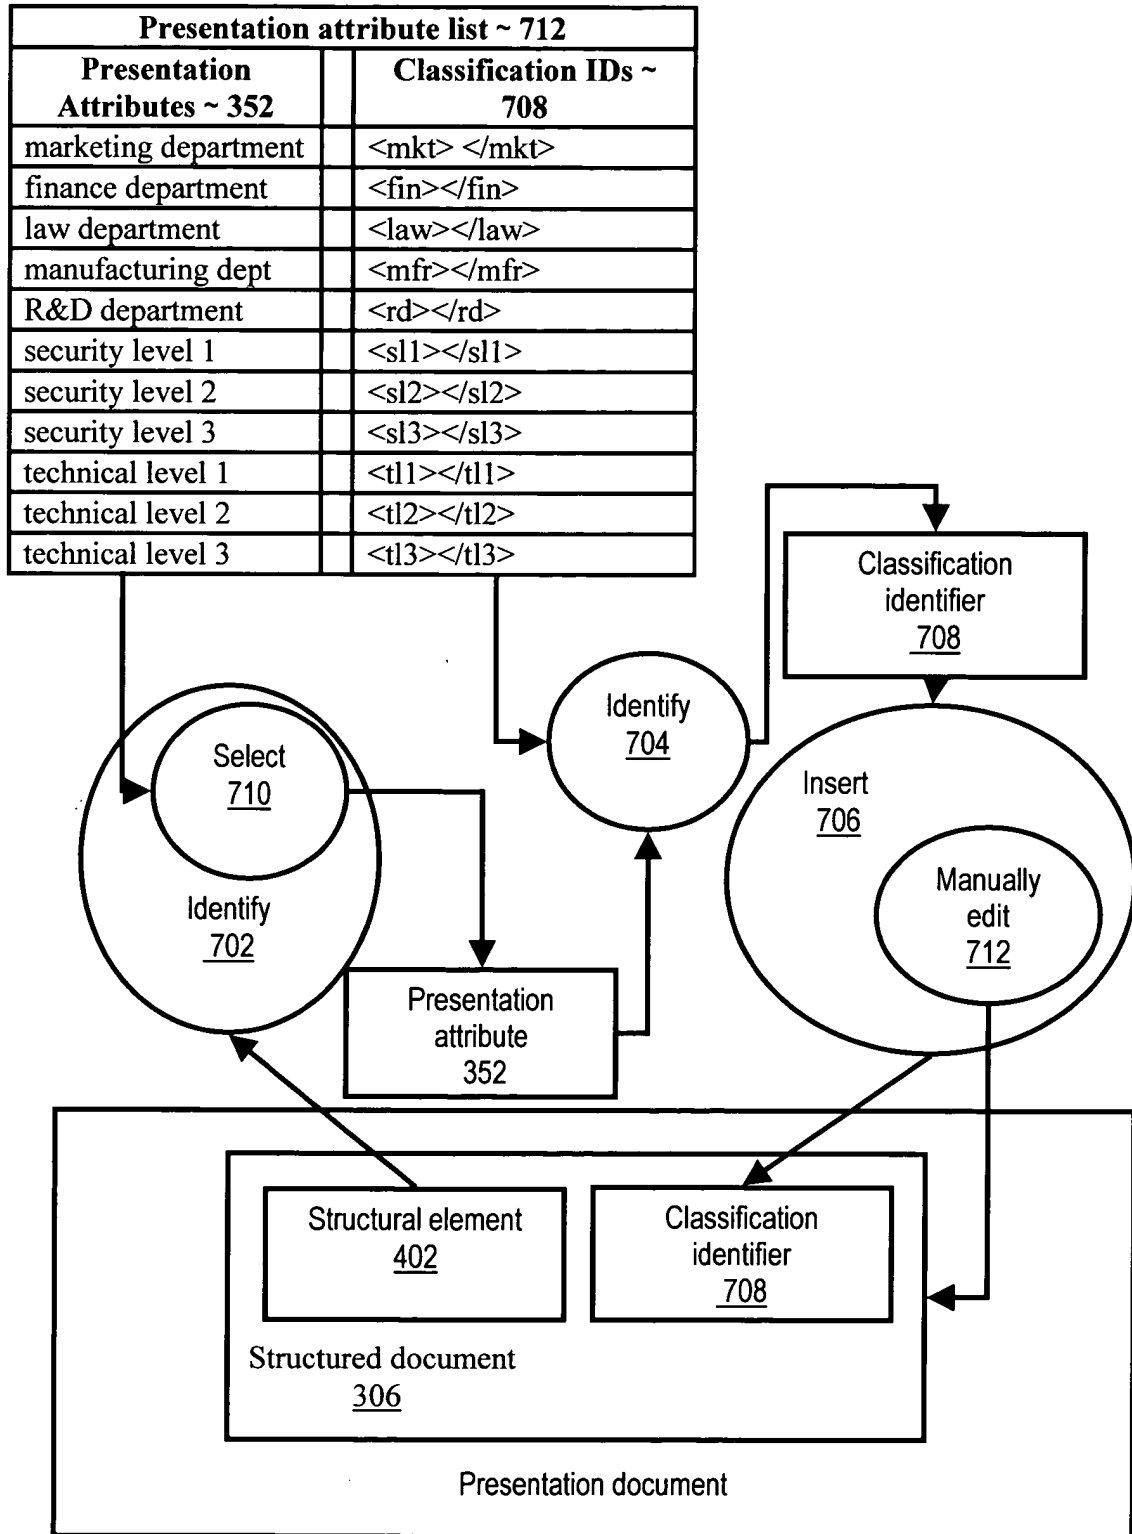 Presentation attribute list ~ 712
Presentation
Attributes ~ 352
Classification IDs ~
708
marketing department <mkt> </mkt>
finance department <fin></fin>
law department <law></law>
manufacturing dept <mfr></mfr>
R&D department <rd></rd>
security level 1 <sl1></sl1>
security level 2 <sl2></sl2>
security level 3 <sl3></sl3>
technical level 1 <tl1></tl1>
technical level 2 <tl2></tl2>
technical level 3 <tl3></tl3>
Classification
identifier
708
Identify
704
Select
710
Insert
706
Manually
edit
712
Identify
702
Presentation
attribute
352
Structural element
402
Classification
identifier
708
Structured document
306
Presentation document